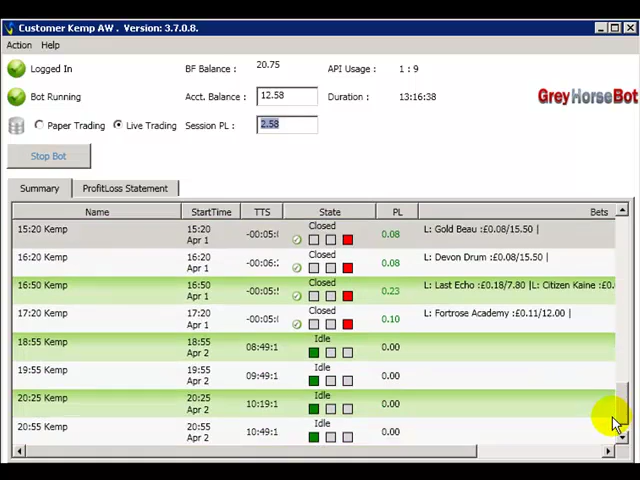 Customer Kemp AW . Version: 3.7.0.8.
Action Help
Logged In BF Balance : 20.75 API Usage : 1 : 9
Bot Running Acct. Balance : 12.58 Duration : 13:16:38 GreyHorseBot
Paper Trading Live Trading Session PL : 2.58
Stop Bot
Summary ProfitLoss Statement
Name StartTime TTS State PL Bets
15:20 Kemp 15:20 Apr 1 -00:05:( Closed 0.08 L: Gold Beau :£0.08/15.50 |
16:20 Kemp 16:20 Apr 1 -00:06: Closed 0.08 L: Devon Drum :£0.08/15.50 |
16:50 Kemp 16:50 Apr 1 -00:05: Closed 0.23 L: Last Echo :£0.18/7.80 |L: Citizen Kaine :£0.
17:20 Kemp 17:20 Apr 1 -00:05:( Closed 0.10 L: Fortrose Academy :£0.11/12.00 |
18:55 Kemp 18:55 Apr 2 08:49:1 Idle 0.00
19:55 Kemp 19:55 Apr 2 09:49:1 Idle 0.00
20:25 Kemp 20:25 Apr 2 10:19:1 Idle 0.00
20:55 Kemp 20:55 Apr 2 10:49:1 Idle 0.00